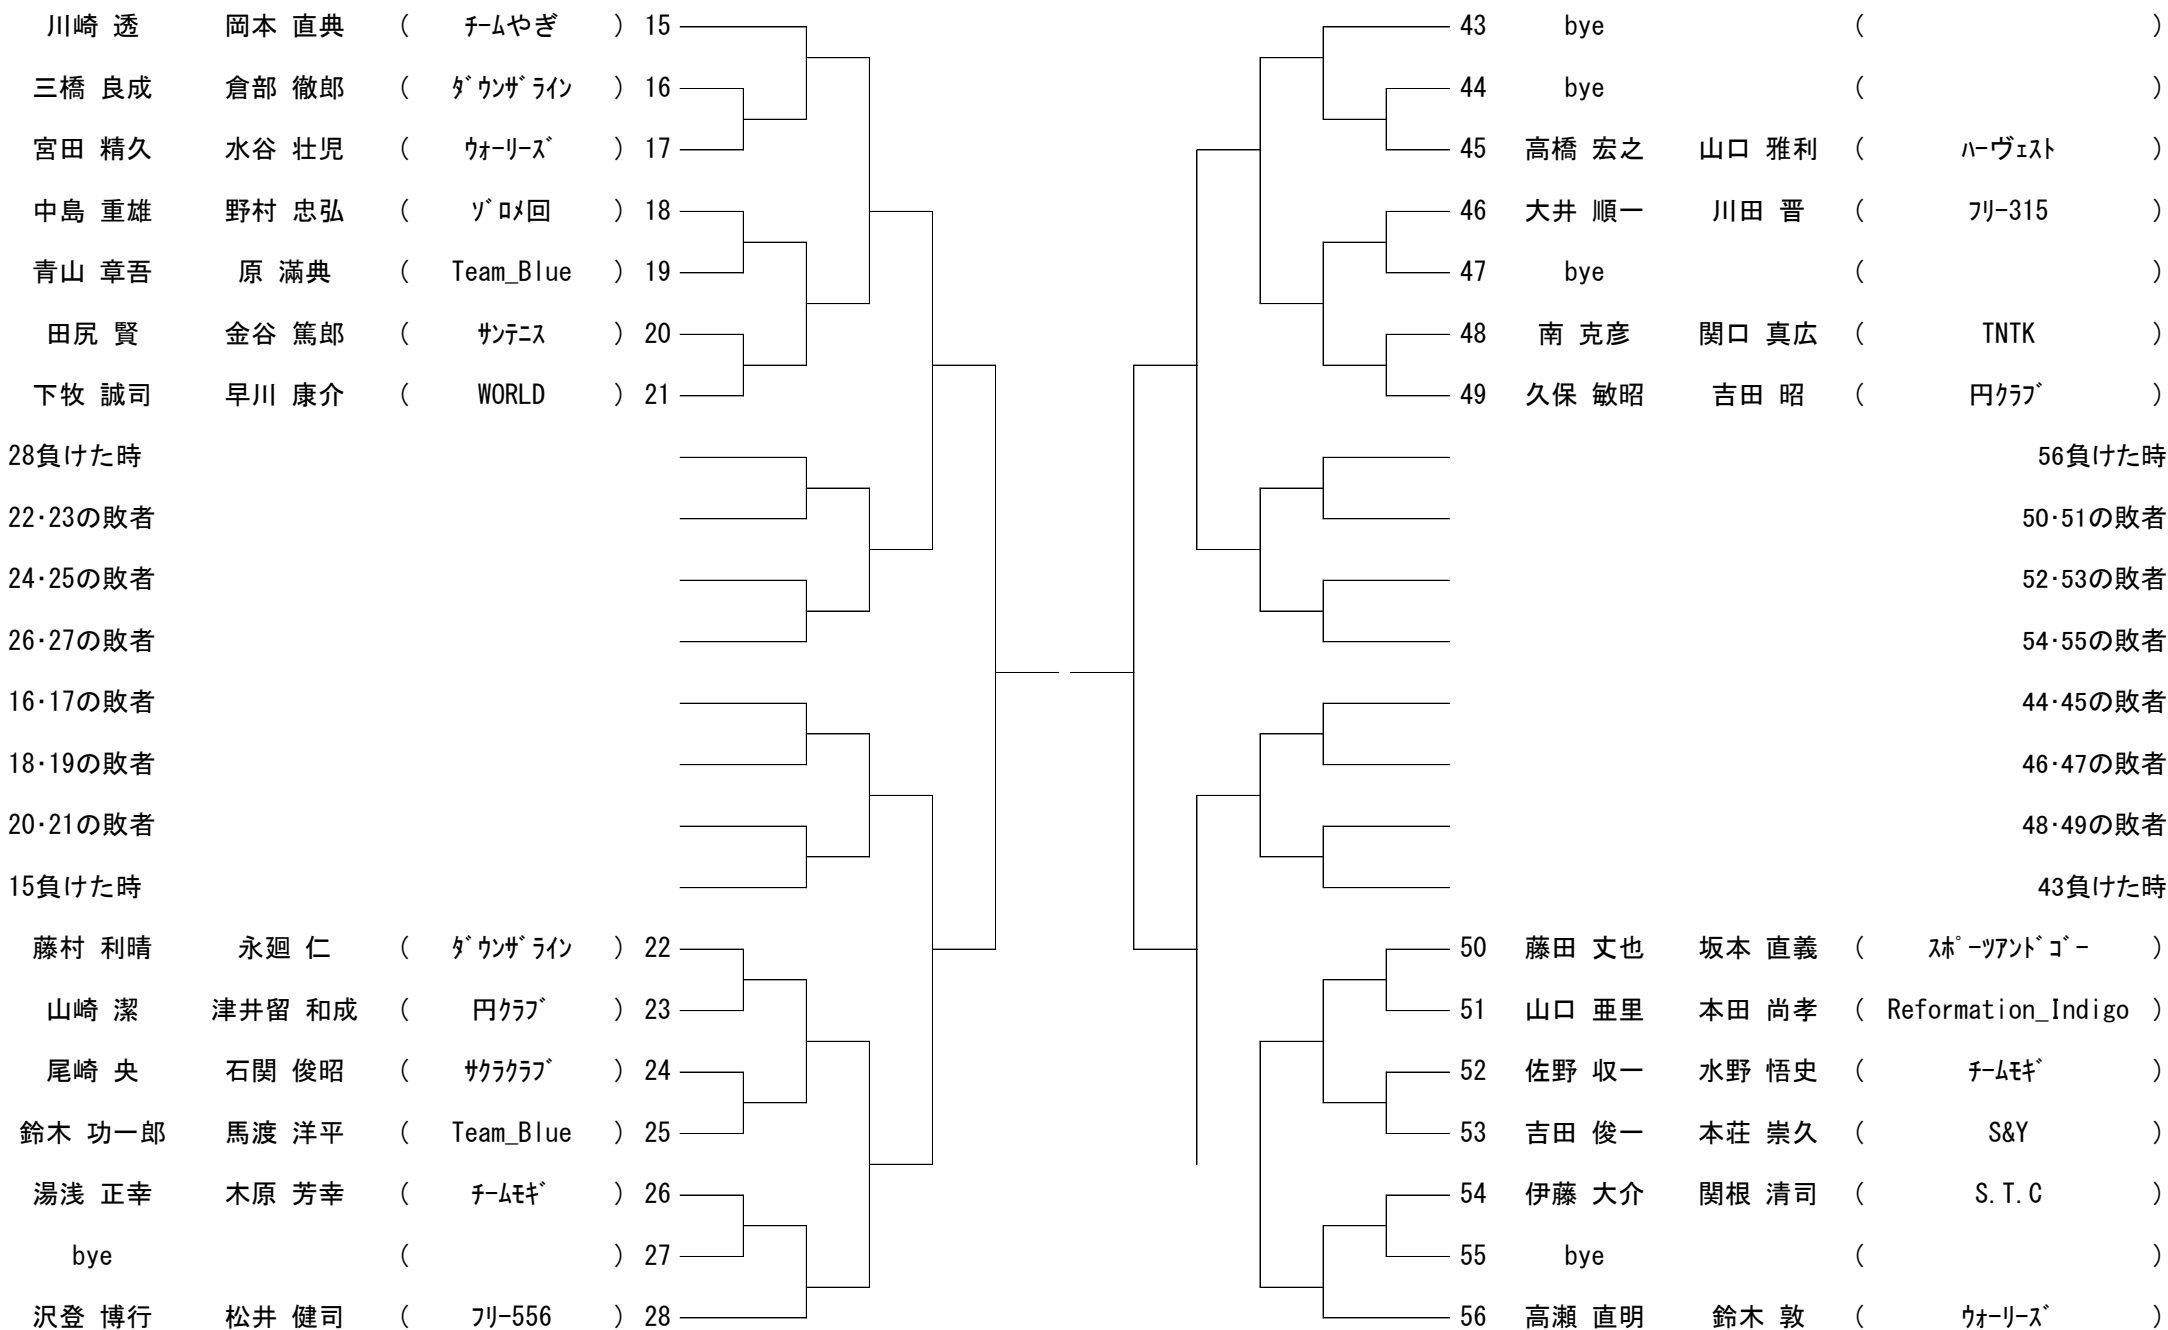 川崎 透 岡本 直典 ( ﾁｰﾑやぎ ) 15
三橋 良成 倉部 徹郎 ( ﾀﾞｳﾝｻﾞﾗｲﾝ ) 16
宮田 精久 水谷 壮児 ( ｳｫｰﾘｰｽﾞ ) 17
中島 重雄 野村 忠弘 ( ｿﾞﾛﾒ回 ) 18
青山 章吾 原 滿典 ( Team_Blue ) 19
田尻 賢 金谷 篤郎 ( ｻﾝﾃﾆｽ ) 20
下牧 誠司 早川 康介 ( WORLD ) 21
28負けた時
22･23の敗者
24･25の敗者
26･27の敗者
16･17の敗者
18･19の敗者
20･21の敗者
15負けた時
藤村 利晴 永廻 仁 ( ﾀﾞｳﾝｻﾞﾗｲﾝ ) 22
山崎 潔 津井留 和成 ( 円ｸﾗﾌﾞ ) 23
尾崎 央 石関 俊昭 ( ｻｸﾗｸﾗﾌﾞ ) 24
鈴木 功一郎 馬渡 洋平 ( Team_Blue ) 25
湯浅 正幸 木原 芳幸 ( ﾁｰﾑﾓｷﾞ ) 26
bye ( ) 27
沢登 博行 松井 健司 ( ﾌﾘｰ556 ) 28
43 bye ( )
44 bye ( )
45 高橋 宏之 山口 雅利 ( ﾊｰヴｪｽﾄ )
46 大井 順一 川田 晋 ( ﾌﾘｰ315 )
47 bye ( )
48 南 克彦 関口 真広 ( TNTK )
49 久保 敏昭 吉田 昭 ( 円ｸﾗﾌﾞ )
56負けた時
50･51の敗者
52･53の敗者
54･55の敗者
44･45の敗者
46･47の敗者
48･49の敗者
43負けた時
50 藤田 丈也 坂本 直義 ( ｽﾎﾟｰﾂｱﾝﾄﾞｺﾞｰ )
51 山口 亜里 本田 尚孝 ( Reformation_Indigo )
52 佐野 収一 水野 悟史 ( ﾁｰﾑﾓｷﾞ )
53 吉田 俊一 本荘 崇久 ( S&Y )
54 伊藤 大介 関根 清司 ( S.T.C )
55 bye ( )
56 高瀬 直明 鈴木 敦 ( ｳｫｰﾘｰｽﾞ )